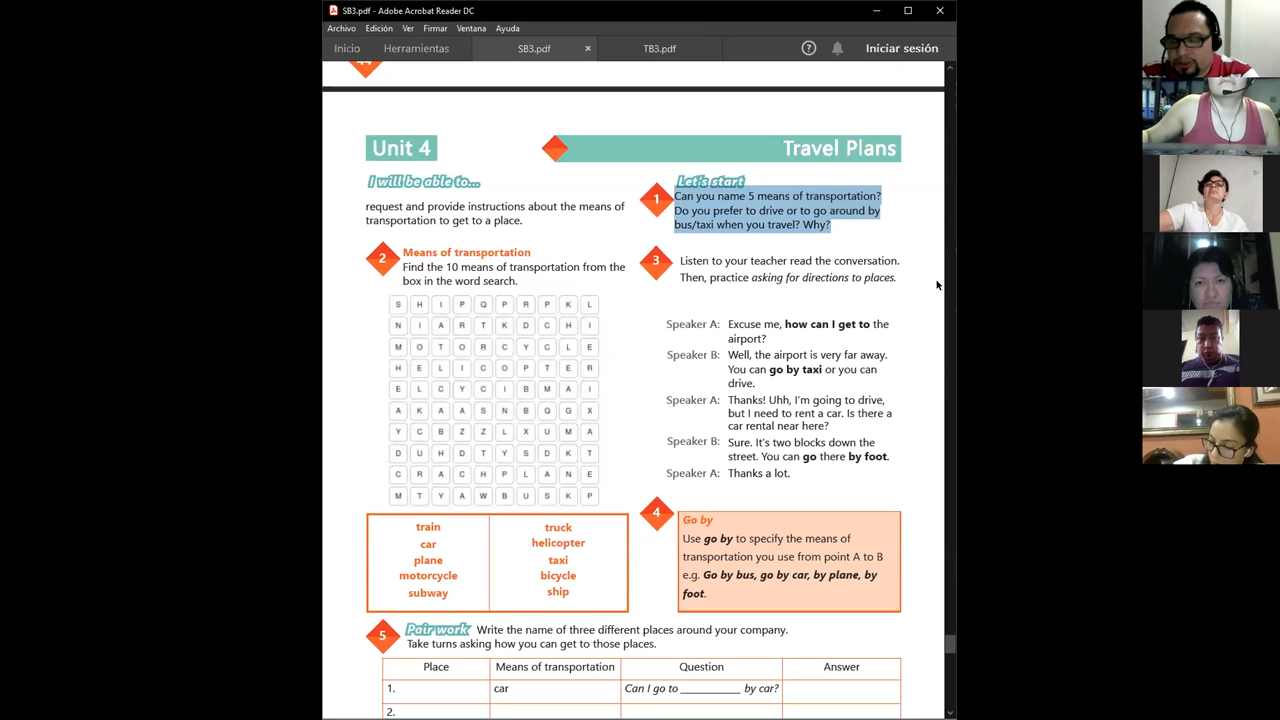 SB3.pdf - Adobe Acrobat Reader DC
Archivo Edición Ver Firmar Ventana Ayuda
Inicio Herramientas SB3.pdf × TB3.pdf ? Iniciar sesión
44
Unit 4 Travel Plans
I will be able to...
request and provide instructions about the means of
transportation to get to a place.
1 Let's start
Can you name 5 means of transportation?
Do you prefer to drive or to go around by
bus/taxi when you travel? Why?
2 Means of transportation
Find the 10 means of transportation from the
box in the word search.
S H I P Q P R P K L
N I A R T K D C H I
M O T O R C Y C L E
H E L I C O P T E R
E L C Y C I B M A I
A K A A S N B Q G X
Y C B Z Z L X U M A
D U H D T Y S D K T
C R A C H P L A N E
M T Y A W B U S K P
train truck
car helicopter
plane taxi
motorcycle bicycle
subway ship
3 Listen to your teacher read the conversation.
Then, practice asking for directions to places.
Speaker A: Excuse me, how can I get to the
airport?
Speaker B: Well, the airport is very far away.
You can go by taxi or you can
drive.
Speaker A: Thanks! Uhh, I'm going to drive,
but I need to rent a car. Is there a
car rental near here?
Speaker B: Sure. It's two blocks down the
street. You can go there by foot.
Speaker A: Thanks a lot.
4 Go by
Use go by to specify the means of
transportation you use from point A to B
e.g. Go by bus, go by car, by plane, by
foot.
5 Pair work Write the name of three different places around your company.
Take turns asking how you can get to those places.
Place Means of transportation Question Answer
1. car Can I go to __________ by car?
2.